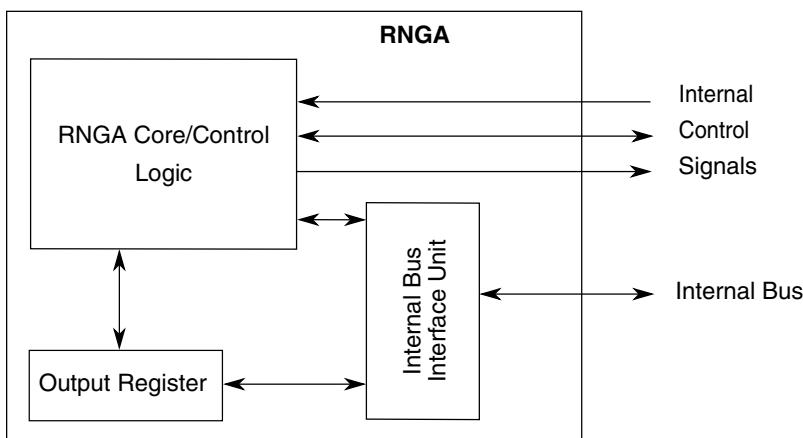 RNGA
RNGA Core/Control
Logic
Internal
Control
Signals
Internal Bus
Interface Unit
Internal Bus
Output Register